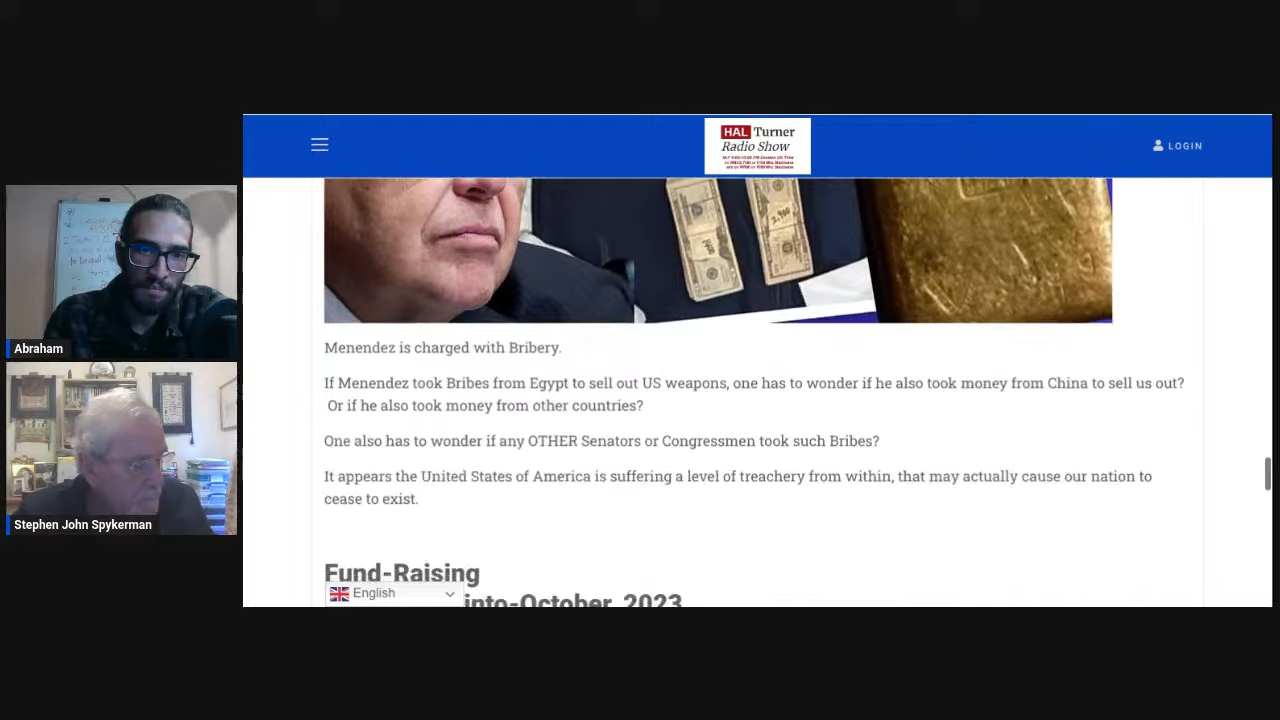 HAL Turner
Radio Show
LOGIN
Menendez is charged with Bribery.
If Menendez took Bribes from Egypt to sell out US weapons, one has to wonder if he also took money from China to sell us out?
Or if he also took money from other countries?
One also has to wonder if any OTHER Senators or Congressmen took such Bribes?
It appears the United States of America is suffering a level of treachery from within, that may actually cause our nation to
cease to exist.
Fund-Raising
into-October, 2023
English
Abraham
Stephen John Spykerman